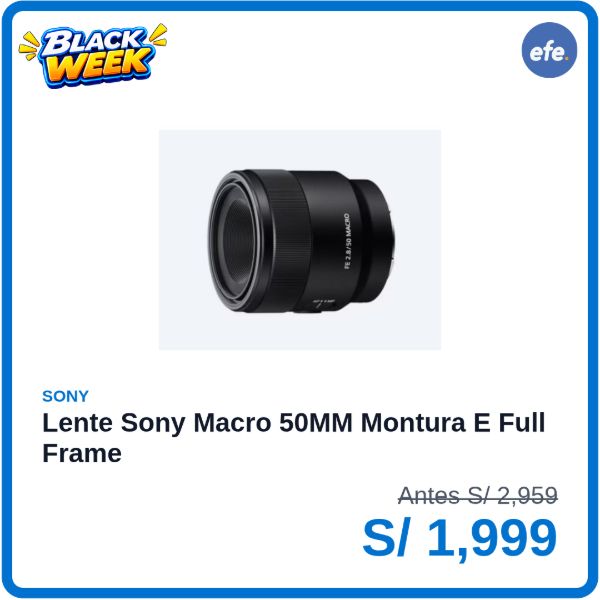 BLACK
WEEK
efe.
FE 2.8/50 MACRO
SONY
Lente Sony Macro 50MM Montura E Full
Frame
Antes S/ 2,959
S/ 1,999